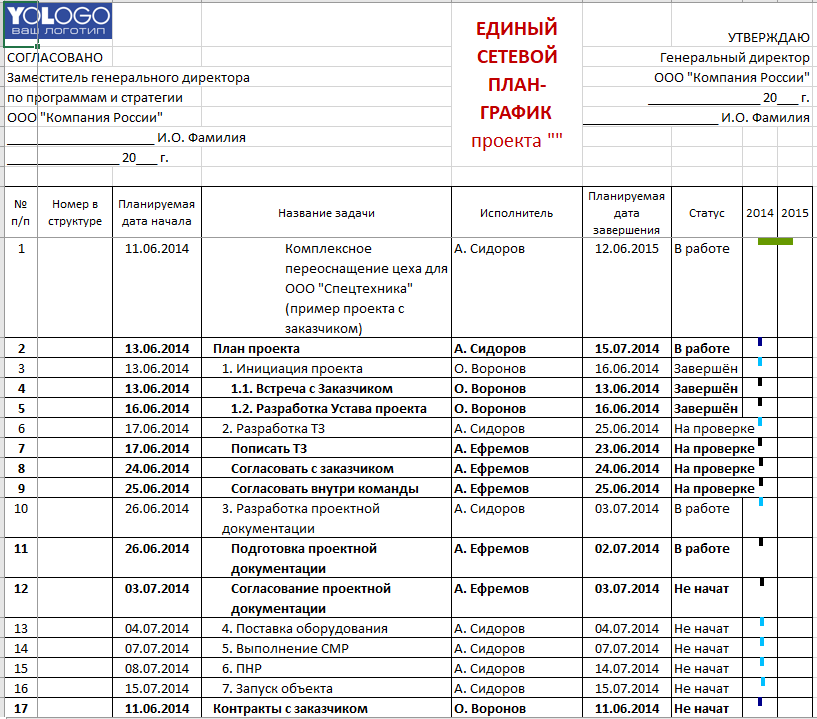 YOLOGO
ваш логотип
СОГЛАСОВАНО
Заместитель генерального директора
по программам и стратегии
ООО "Компания России"
____________________ И.О. Фамилия
________________ 20___ г.
ЕДИНЫЙ
СЕТЕВОЙ
ПЛАН-
ГРАФИК
проекта ""
УТВЕРЖДАЮ
Генеральный директор
ООО "Компания России"
________________ 20___ г.
____________________ И.О. Фамилия
№ п/п Номер в структуре Планируемая дата начала Название задачи Исполнитель Планируемая дата завершения Статус 2014 2015
1 11.06.2014 Комплексное А. Сидоров 12.06.2015 В работе
переоснащение цеха для
ООО "Спецтехника"
(пример проекта с
заказчиком)
2 13.06.2014 План проекта А. Сидоров 15.07.2014 В работе
3 13.06.2014 1. Инициация проекта О. Воронов 16.06.2014 Завершён
4 13.06.2014 1.1. Встреча с Заказчиком О. Воронов 13.06.2014 Завершён
5 16.06.2014 1.2. Разработка Устава проекта О. Воронов 16.06.2014 Завершён
6 17.06.2014 2. Разработка ТЗ А. Сидоров 25.06.2014 На проверке
7 17.06.2014 Пописать ТЗ А. Ефремов 23.06.2014 На проверке
8 24.06.2014 Согласовать с заказчиком А. Ефремов 24.06.2014 На проверке
9 25.06.2014 Согласовать внутри команды А. Ефремов 25.06.2014 На проверке
10 26.06.2014 3. Разработка проектной А. Сидоров 03.07.2014 В работе
документации
11 26.06.2014 Подготовка проектной А. Ефремов 02.07.2014 В работе
документации
12 03.07.2014 Согласование проектной А. Ефремов 03.07.2014 Не начат
документации
13 04.07.2014 4. Поставка оборудования А. Сидоров 04.07.2014 Не начат
14 07.07.2014 5. Выполнение СМР А. Сидоров 07.07.2014 Не начат
15 08.07.2014 6. ПНР А. Сидоров 14.07.2014 Не начат
16 15.07.2014 7. Запуск объекта А. Сидоров 15.07.2014 Не начат
17 11.06.2014 Контракты с заказчиком О. Воронов 11.06.2014 Не начат